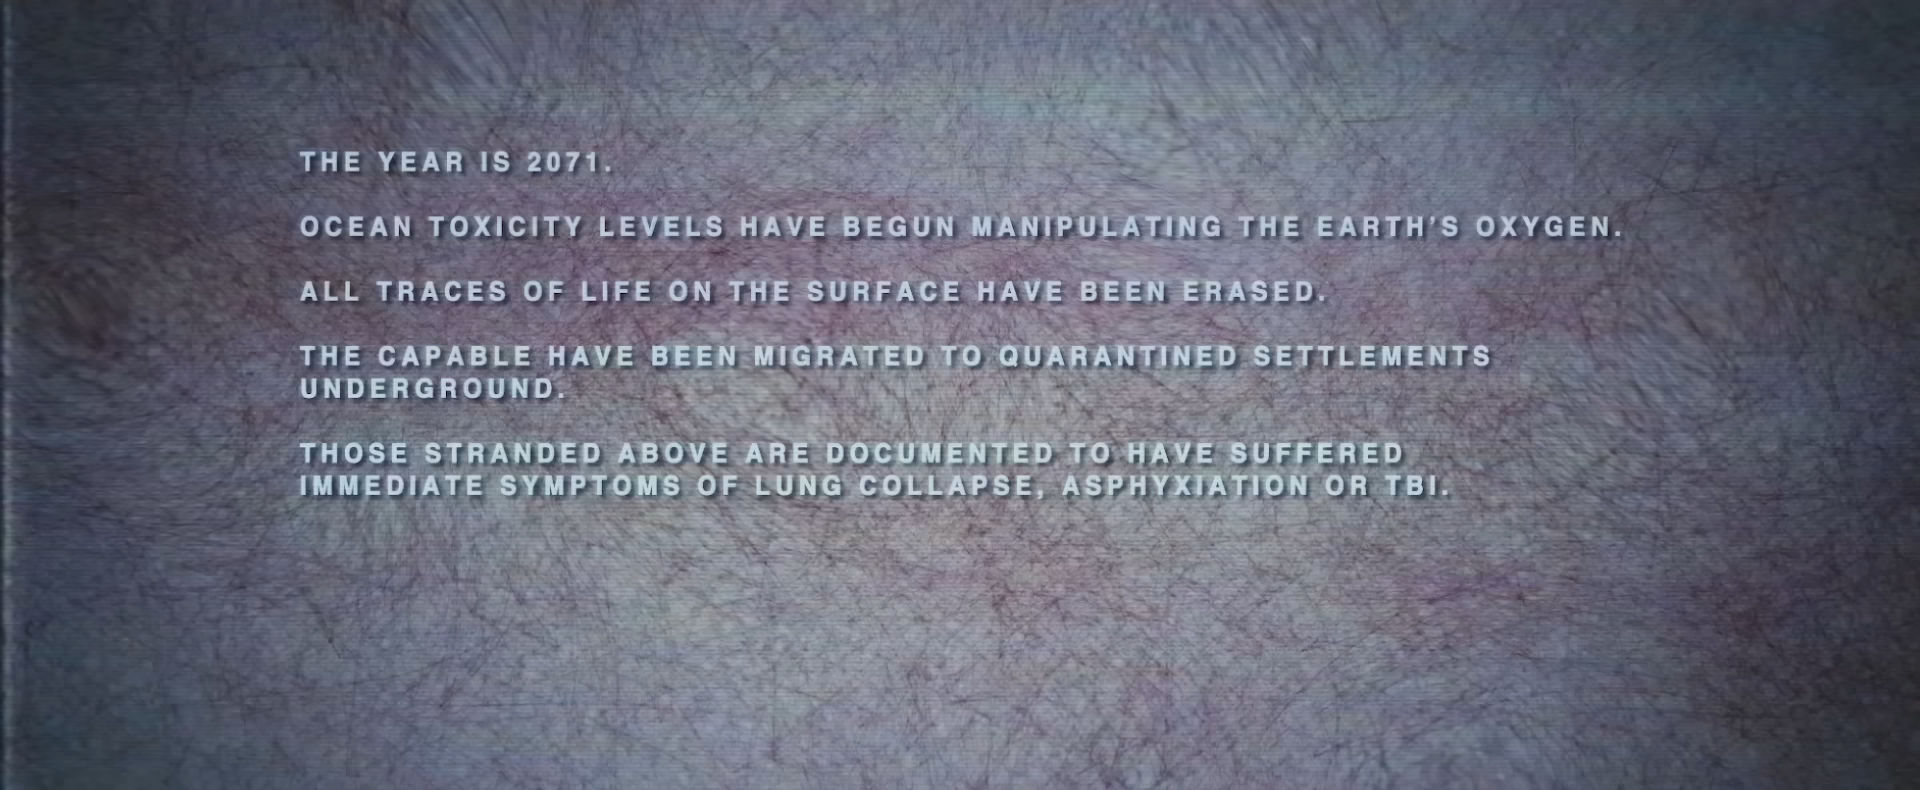 THE YEAR IS 2071.
OCEAN TOXICITY LEVELS HAVE BEGUN MANIPULATING THE EARTH’S OXYGEN.
ALL TRACES OF LIFE ON THE SURFACE HAVE BEEN ERASED.
THE CAPABLE HAVE BEEN MIGRATED TO QUARANTINED SETTLEMENTS
UNDERGROUND.
THOSE STRANDED ABOVE ARE DOCUMENTED TO HAVE SUFFERED
IMMEDIATE SYMPTOMS OF LUNG COLLAPSE, ASPHYXIATION OR TBI.